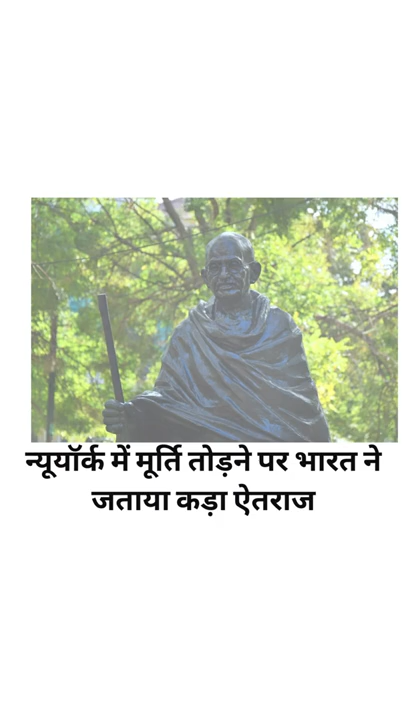 न्यूयॉर्क में मूर्ति तोड़ने पर भारत ने
जताया कड़ा ऐतराज